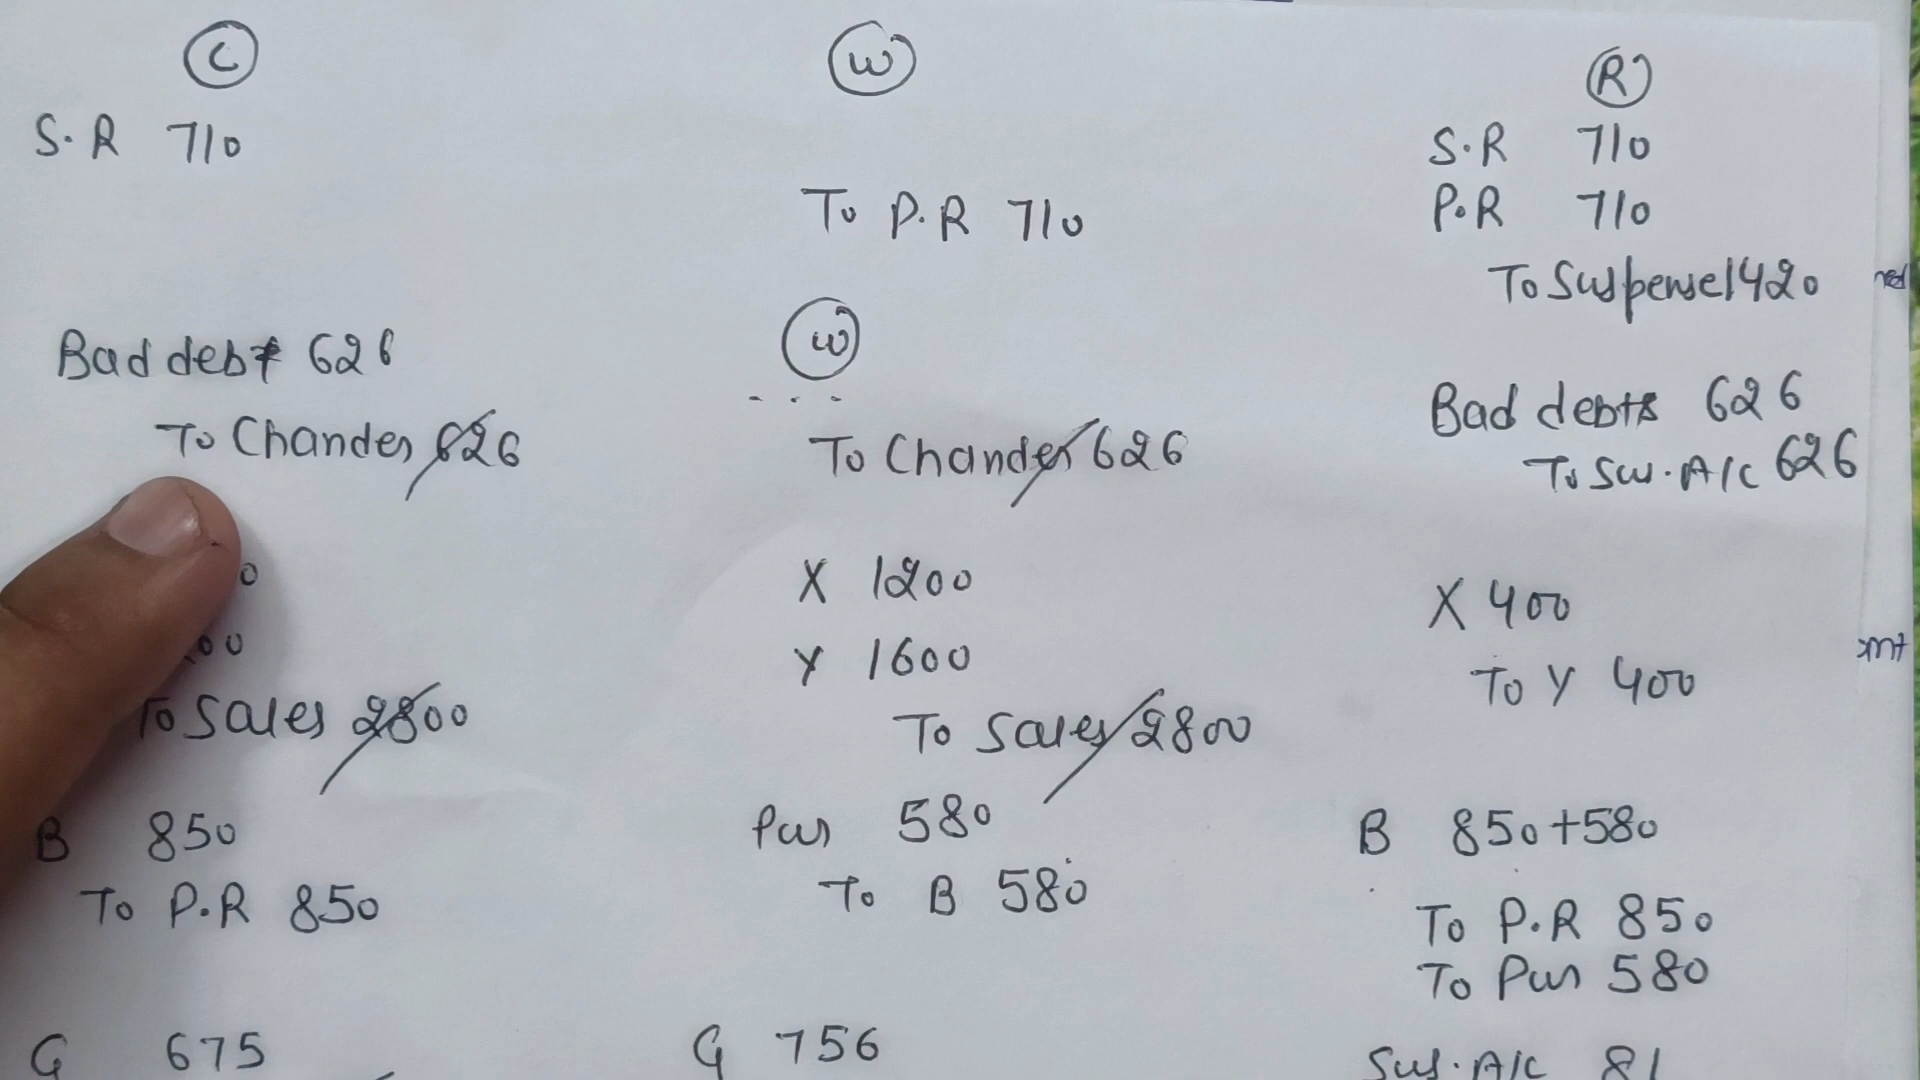 C
W
R
S.R 710
S.R 710
To P.R 710
P.R 710
To Suspense 1420
W
Bad debt 626
Bad debts 626
To Chander 626
To Chander 626
To Sus. A/c 626
X 1200
X 400
Y 1600
To Y 400
To Sales 2800
To Sales 2800
B 850
Pur 580
B 850+580
To P.R 850
To B 580
To P.R 850
To Pur 580
G 675
G 756
Sus. A/c 81